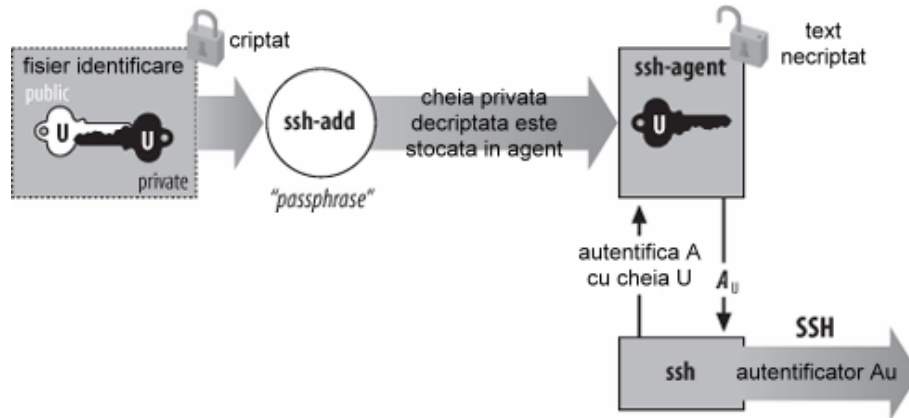 criptat
fisier identificare
public
U
U
private
ssh-add
"passphrase"
cheia privata
decriptata este
stocata in agent
text
necriptat
ssh-agent
U
autentifica A
cu cheia U
AU
ssh
SSH
autentificator Au